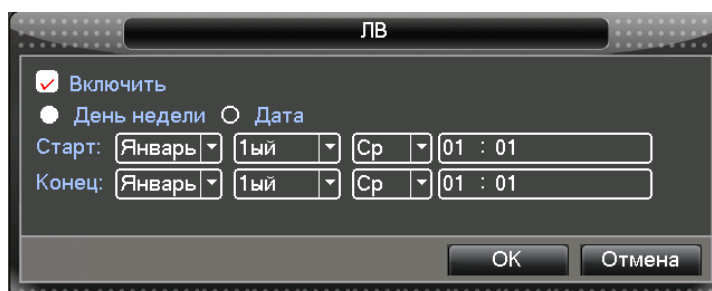 ЛВ
Включить
День недели Дата
Старт: Январь 1ый Ср 01 : 01
Конец: Январь 1ый Ср 01 : 01
OK Отмена